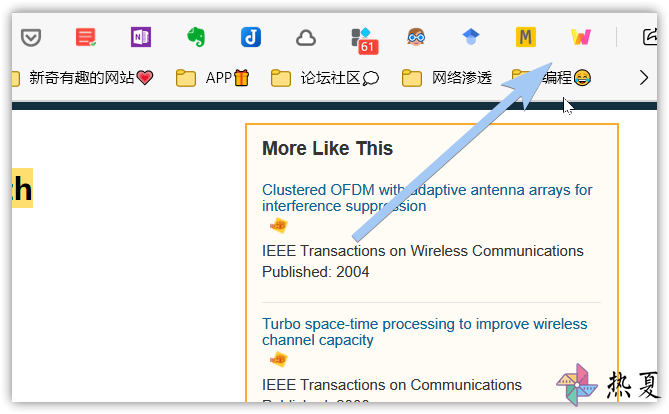 N
J
61
M
W
新奇有趣的网站
APP
论坛社区
网络渗透
编程
ch
More Like This
Clustered OFDM with adaptive antenna arrays for
interference suppression
IEEE Transactions on Wireless Communications
Published: 2004
Turbo space-time processing to improve wireless
channel capacity
IEEE Transactions on Communications
热夏